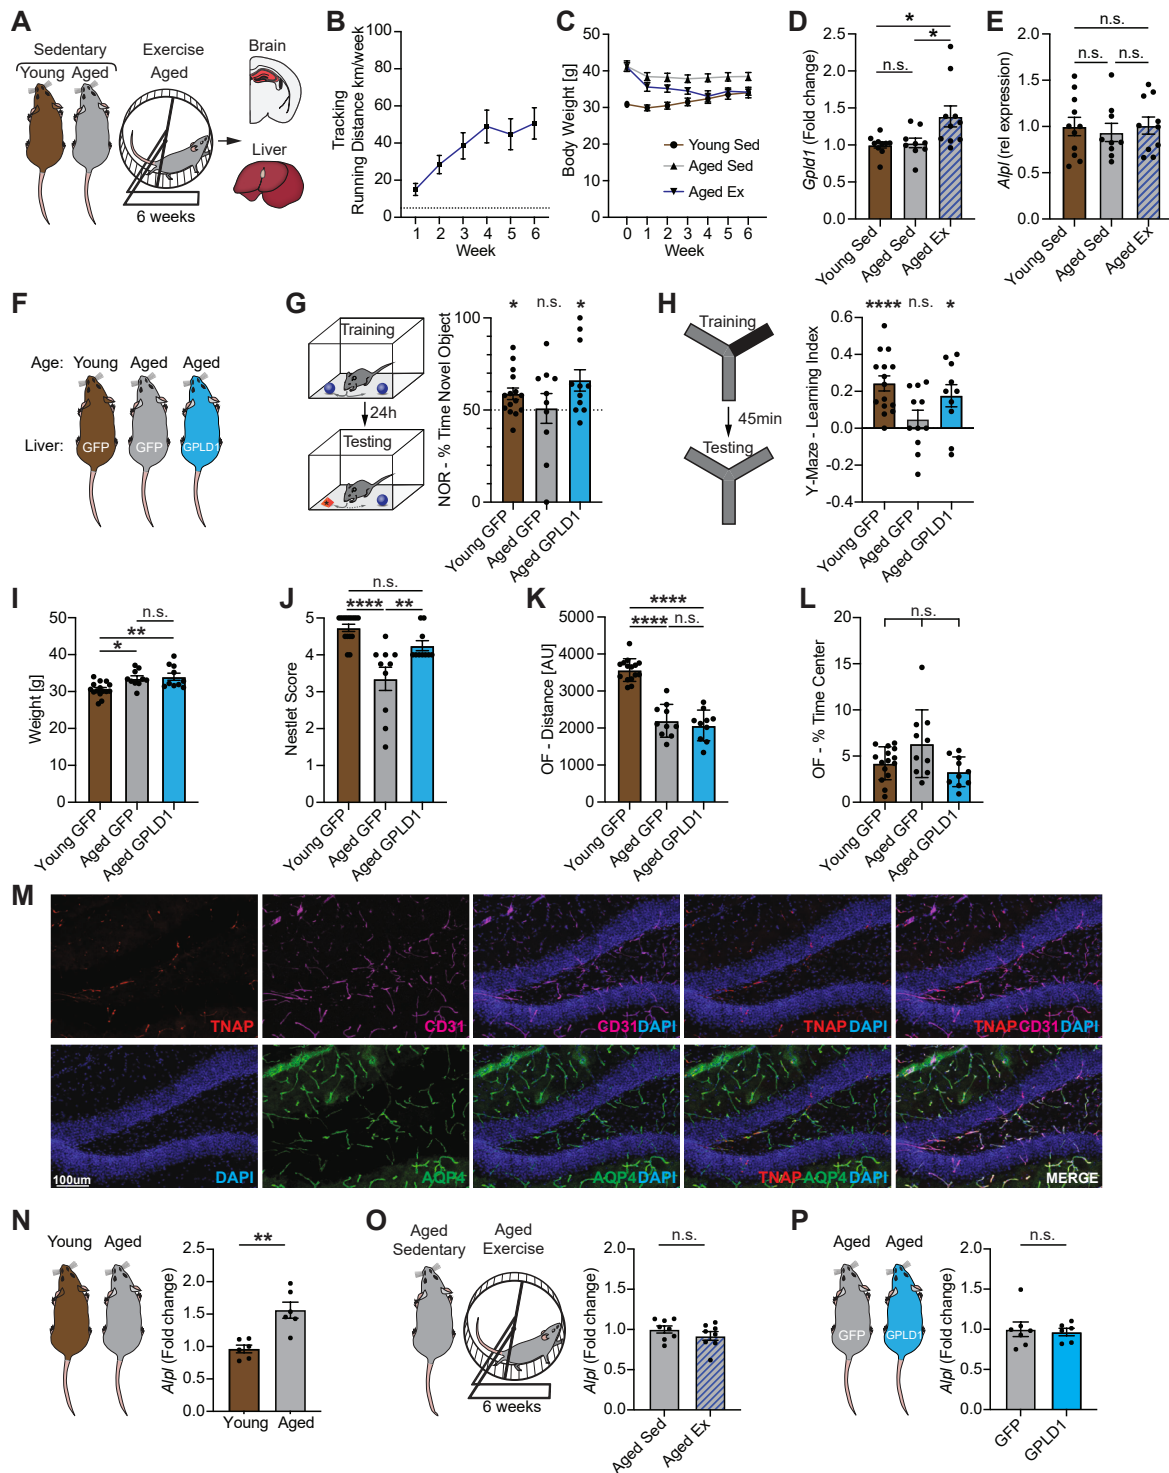 A
Sedentary
Young Aged
Exercise
Aged
6 weeks
Brain
Liver
B
Tracking
Running Distance km/week
100
80
60
40
20
0
1 2 3 4 5 6
Week
C
Body Weight [g]
50
40
30
20
10
0
Young Sed
Aged Sed
Aged Ex
0 1 2 3 4 5 6
Week
D
Gpld1 (Fold change)
2.5
2.0
1.5
1.0
0.5
0.0
*
*
n.s.
Young Sed
Aged Sed
Aged Ex
E
Alpl (rel expression)
2.0
1.5
1.0
0.5
0.0
n.s.
n.s. n.s.
Young Sed
Aged Sed
Aged Ex
F
Age: Young Aged Aged
Liver: GFP GFP GPLD1
G
Training
24h
Testing
NOR - % Time Novel Object
100
50
0
* n.s. *
Young GFP
Aged GFP
Aged GPLD1
H
Training
45min
Testing
Y-Maze - Learning Index
0.6
0.4
0.2
0.0
-0.2
-0.4
**** n.s. *
Young GFP
Aged GFP
Aged GPLD1
I
Weight [g]
50
40
30
20
10
0
n.s.
**
*
Young GFP
Aged GFP
Aged GPLD1
J
Nestlet Score
5
4
3
2
1
0
n.s.
**** **
Young GFP
Aged GFP
Aged GPLD1
K
OF - Distance [AU]
5000
4000
3000
2000
1000
0
****
**** n.s.
Young GFP
Aged GFP
Aged GPLD1
L
OF - % Time Center
20
15
10
5
0
n.s.
Young GFP
Aged GFP
Aged GPLD1
M
TNAP
CD31
CD31DAPI
TNAPDAPI
TNAPCD31DAPI
100um
DAPI
AQP4
AQP4DAPI
TNAPAQP4DAPI
MERGE
N
Young Aged
Alpl (Fold change)
2.5
2.0
1.5
1.0
0.5
0.0
**
Young Aged
O
Aged
Sedentary
Aged
Exercise
6 weeks
Alpl (Fold change)
2.0
1.5
1.0
0.5
0.0
n.s.
Aged Sed
Aged Ex
P
Aged Aged
GFP GPLD1
Alpl (Fold change)
2.0
1.5
1.0
0.5
0.0
n.s.
GFP
GPLD1